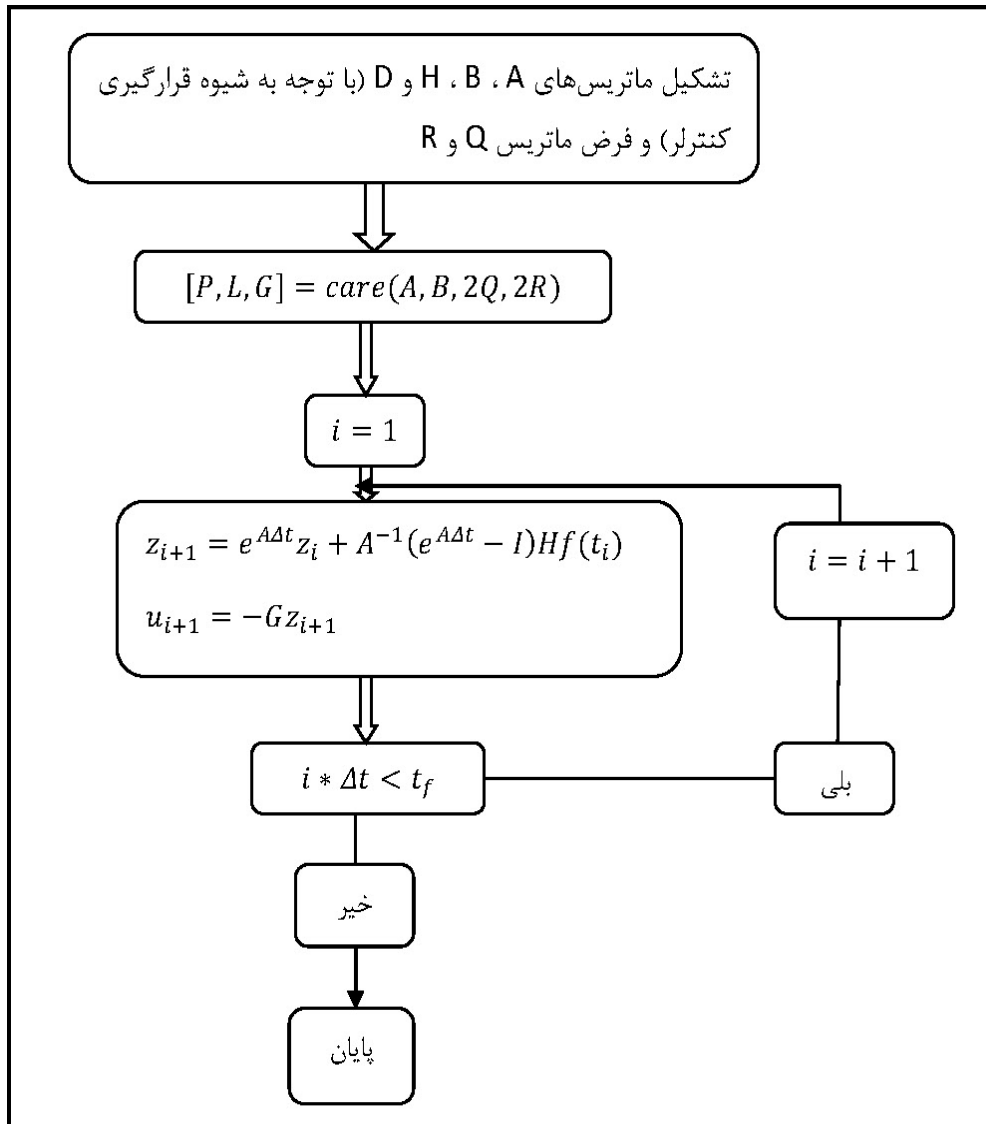 تشکیل ماتریس‌های A ، B ، H و D (با توجه به شیوه قرارگیری
کنترلر) و فرض ماتریس Q و R
[P, L, G] = care(A, B, 2Q, 2R)
i = 1
z_{i+1} = e^{AΔt}z_i + A^{-1}(e^{AΔt} − I)Hf(t_i)
u_{i+1} = −Gz_{i+1}
i = i + 1
i ∗ Δt < t_f
بلی
خیر
پایان